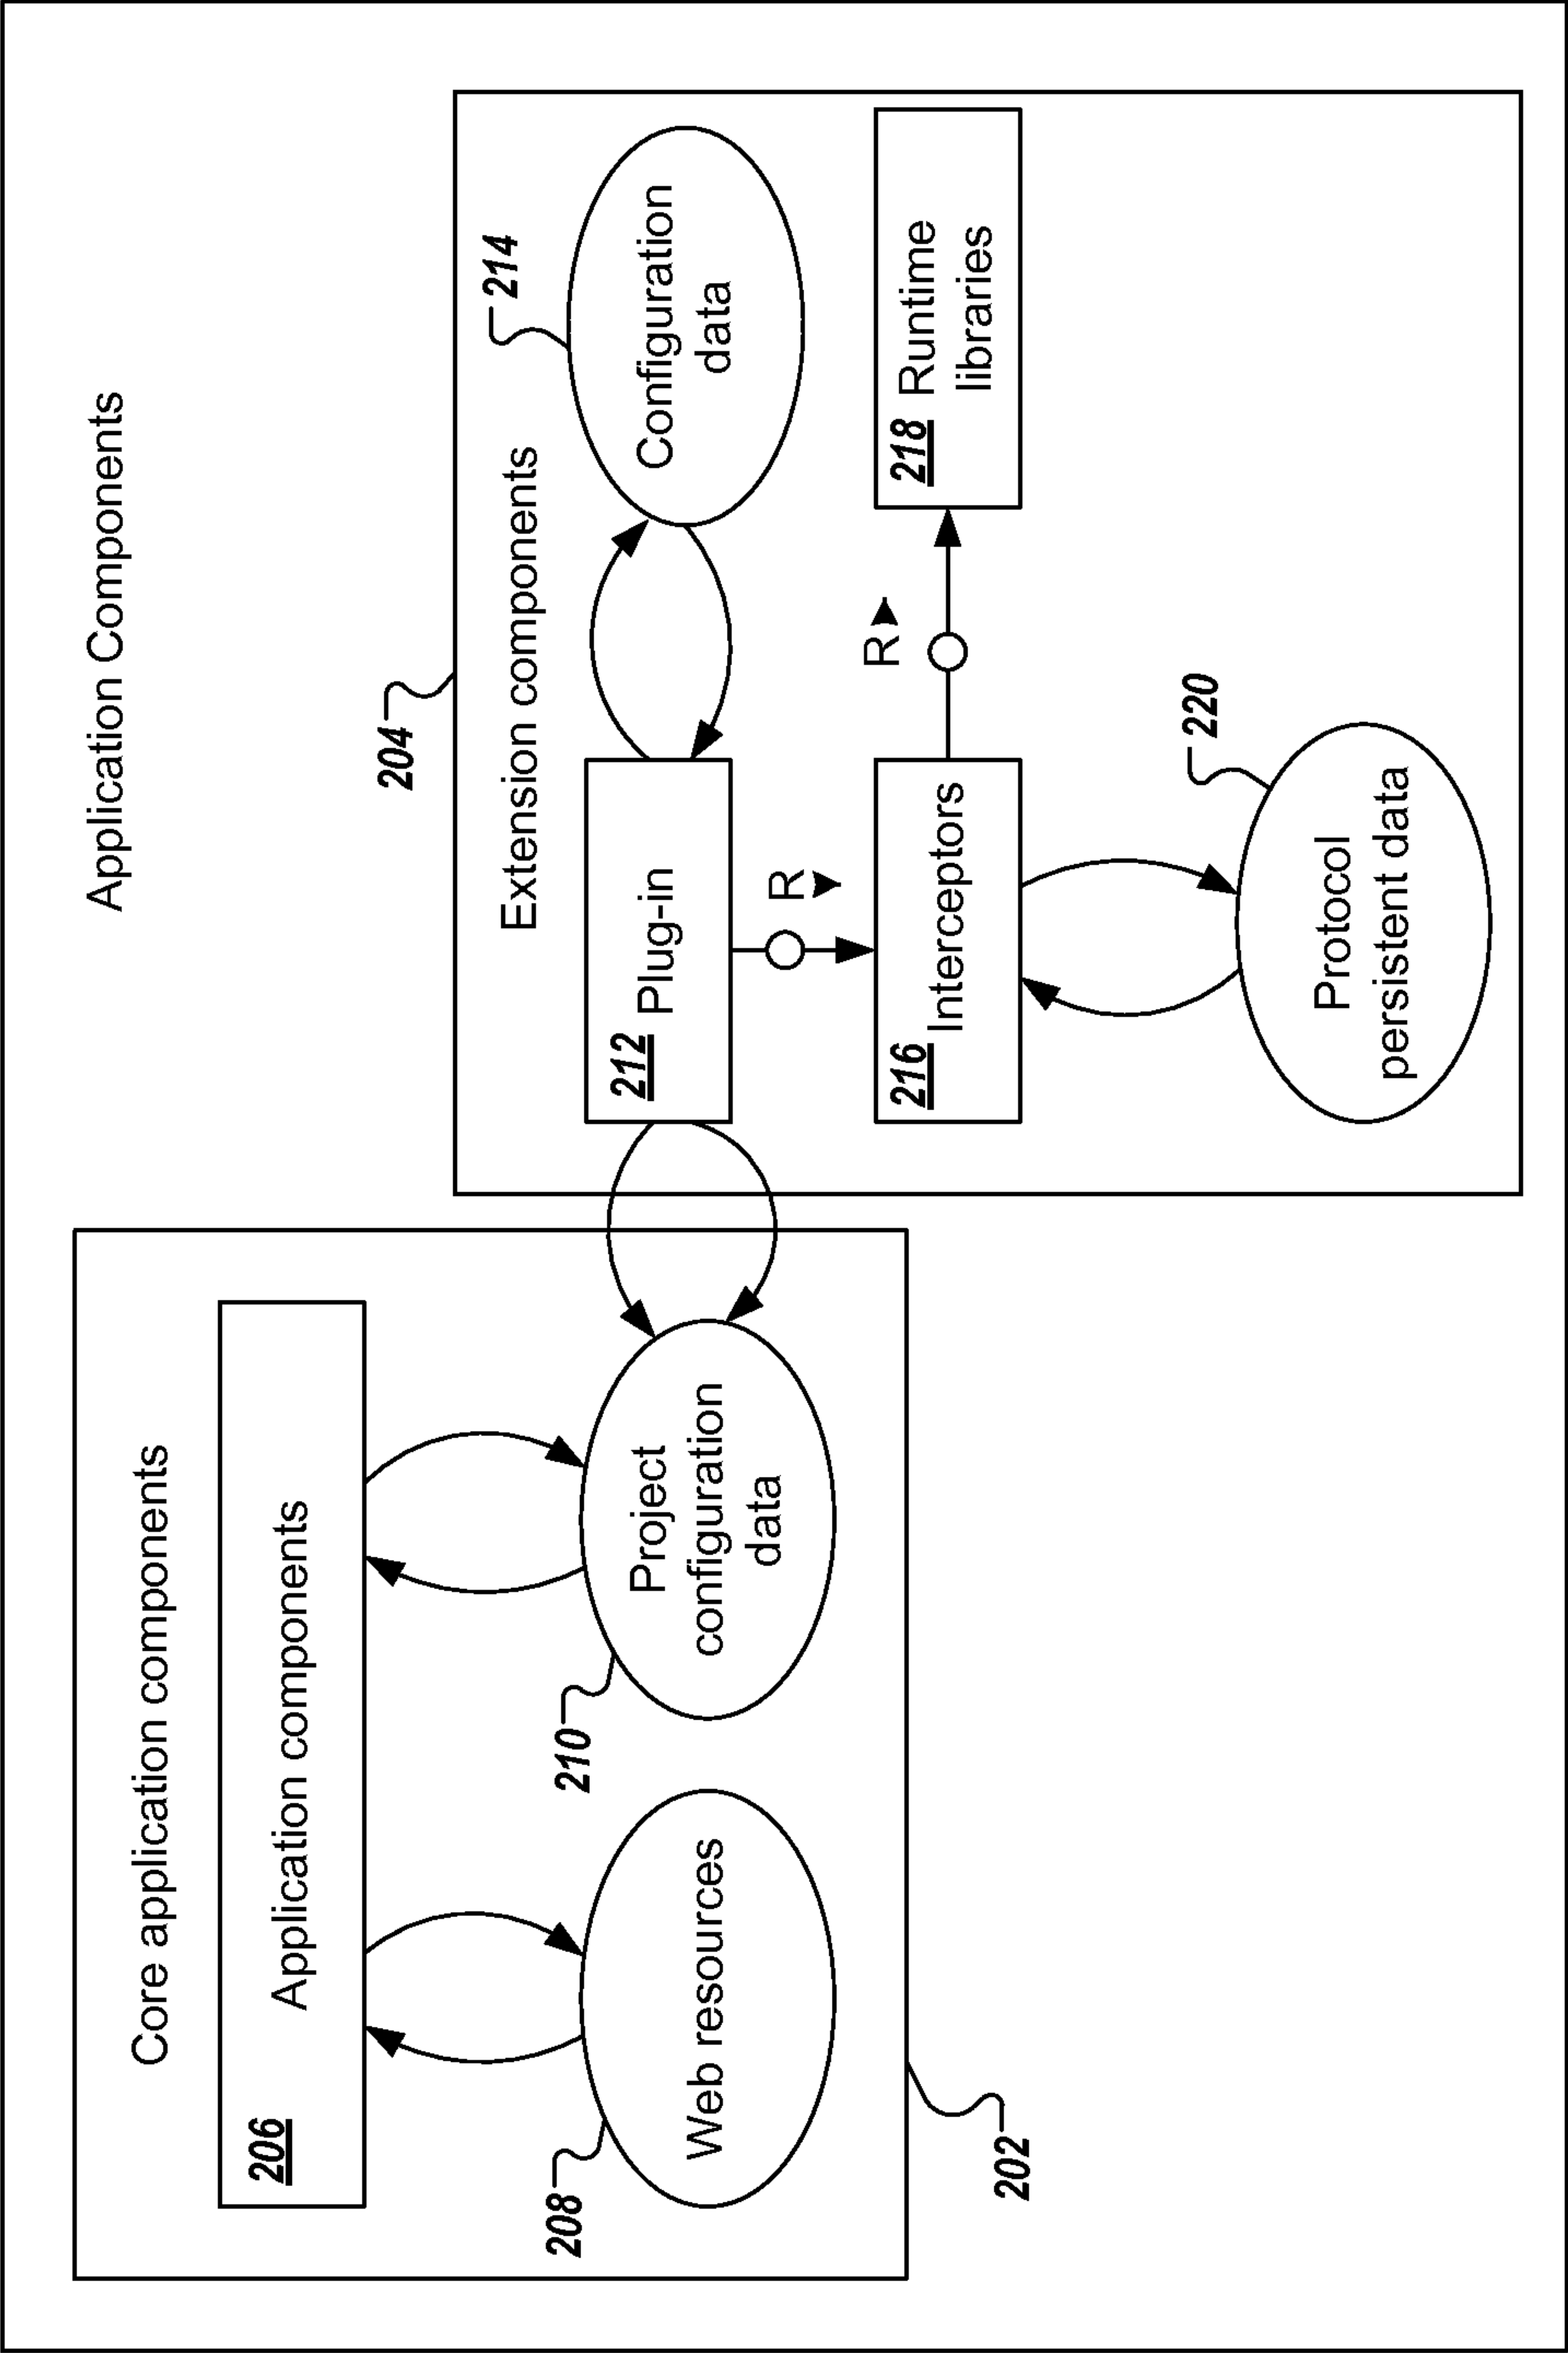 Application Components
Core application components
206
Application components
208
Web resources
210
Project
configuration
data
202
204
Extension components
212
Plug-in
214
Configuration
data
R
216
Interceptors
R
218
Runtime
libraries
220
Protocol
persistent data